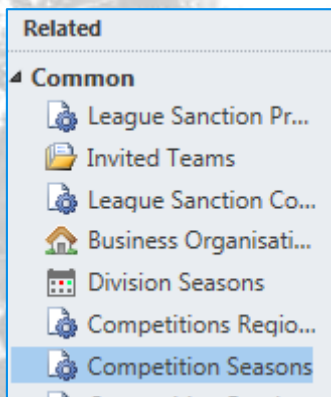 Related
Common
League Sanction Pr...
Invited Teams
League Sanction Co...
Business Organisati...
Division Seasons
Competitions Regio...
Competition Seasons